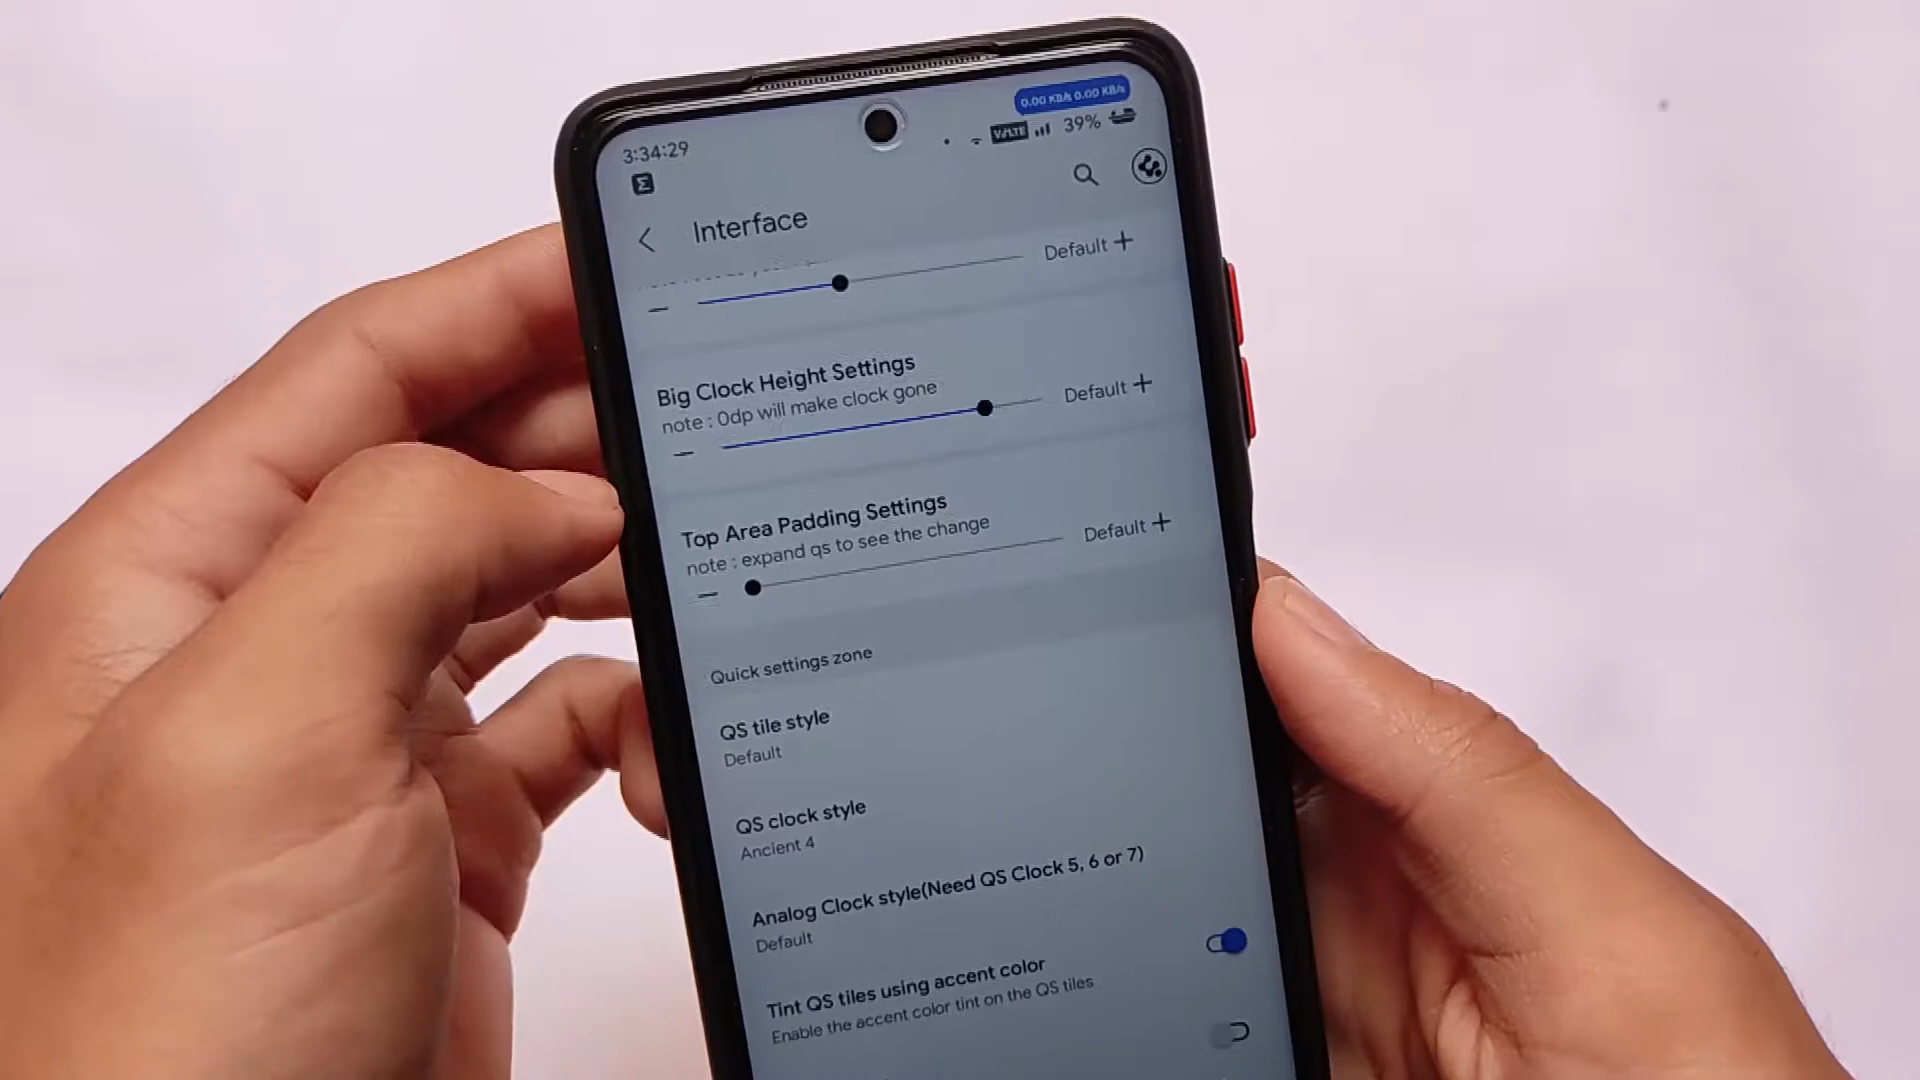 0.00 KB/s 0.00 KB/s
3:34:29
VoLTE 39%
Interface
Default
Big Clock Height Settings
note : 0dp will make clock gone
Default
Top Area Padding Settings
note : expand qs to see the change
Default
Quick settings zone
QS tile style
Default
QS clock style
Ancient 4
Analog Clock style(Need QS Clock 5, 6 or 7)
Default
Tint QS tiles using accent color
Enable the accent color tint on the QS tiles